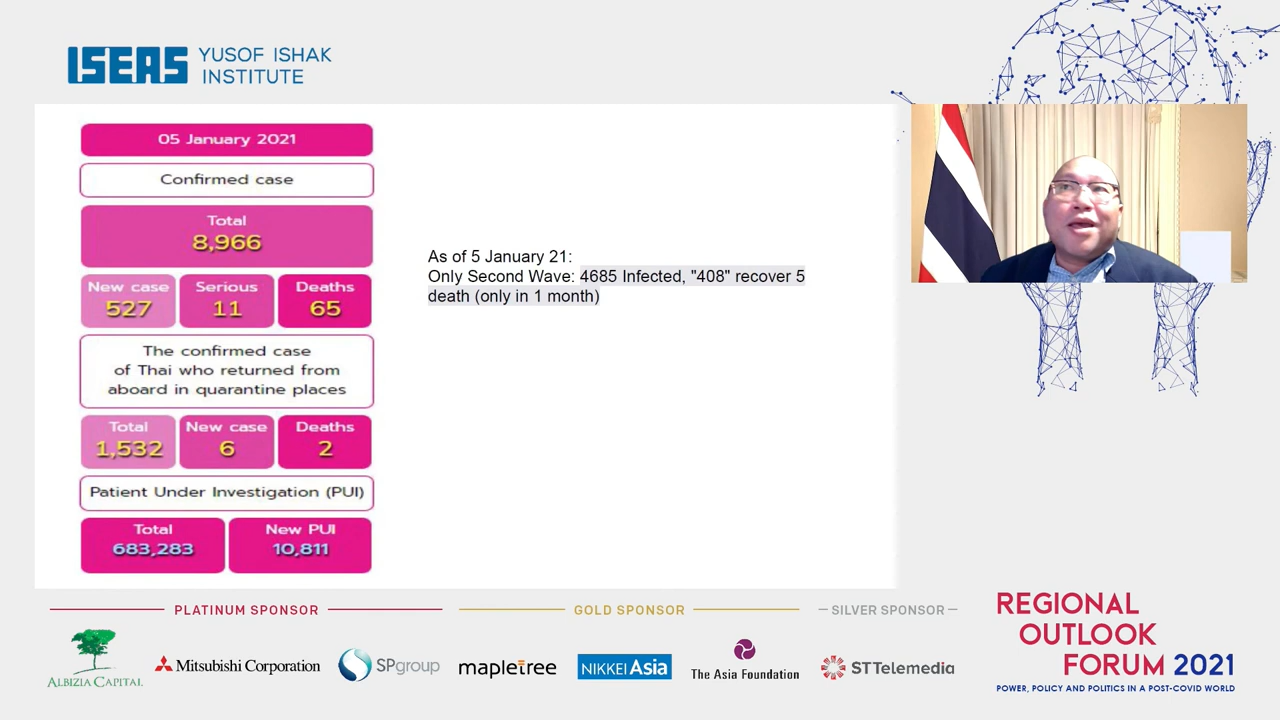 ISEAS YUSOF ISHAK
INSTITUTE
05 January 2021
Confirmed case
Total
8,966
New case Serious Deaths
527 11 65
The confirmed case
of Thai who returned from
aboard in quarantine places
Total New case Deaths
1,532 6 2
Patient Under Investigation (PUI)
Total New PUI
683,283 10,811
As of 5 January 21:
Only Second Wave: 4685 Infected, "408" recover 5
death (only in 1 month)
PLATINUM SPONSOR GOLD SPONSOR SILVER SPONSOR
ALBIZIA CAPITAL Mitsubishi Corporation SPgroup mapletree NIKKEI Asia The Asia Foundation ST Telemedia
REGIONAL
OUTLOOK
FORUM 2021
POWER, POLICY AND POLITICS IN A POST-COVID WORLD